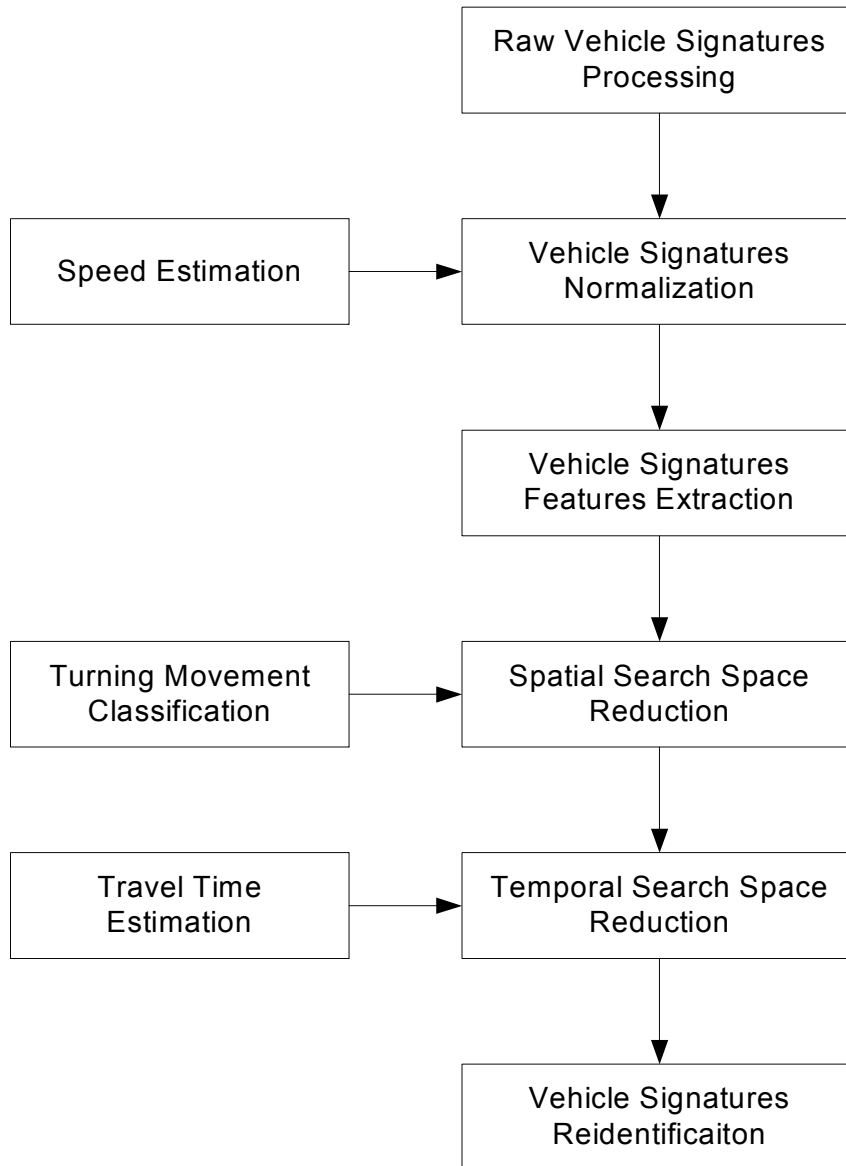 Raw Vehicle Signatures
Processing
Speed Estimation
Vehicle Signatures
Normalization
Vehicle Signatures
Features Extraction
Turning Movement
Classification
Spatial Search Space
Reduction
Travel Time
Estimation
Temporal Search Space
Reduction
Vehicle Signatures
Reidentificaiton